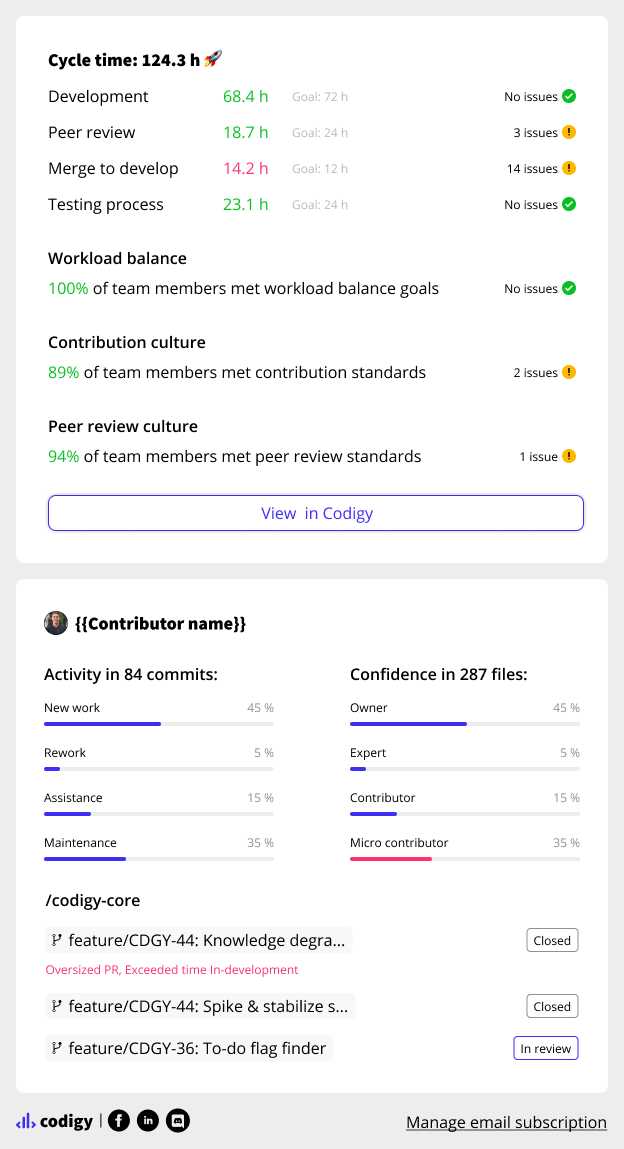 Cycle time: 124.3 h 🚀
Development 68.4 h Goal: 72 h No issues
Peer review 18.7 h Goal: 24 h 3 issues
Merge to develop 14.2 h Goal: 12 h 14 issues
Testing process 23.1 h Goal: 24 h No issues
Workload balance
100% of team members met workload balance goals No issues
Contribution culture
89% of team members met contribution standards 2 issues
Peer review culture
94% of team members met peer review standards 1 issue
View in Codigy
{{Contributor name}}
Activity in 84 commits: Confidence in 287 files:
New work 45 % Owner 45 %
Rework 5 % Expert 5 %
Assistance 15 % Contributor 15 %
Maintenance 35 % Micro contributor 35 %
/codigy-core
feature/CDGY-44: Knowledge degra... Closed
Oversized PR, Exceeded time In-development
feature/CDGY-44: Spike & stabilize s... Closed
feature/CDGY-36: To-do flag finder In review
codigy | f in Manage email subscription